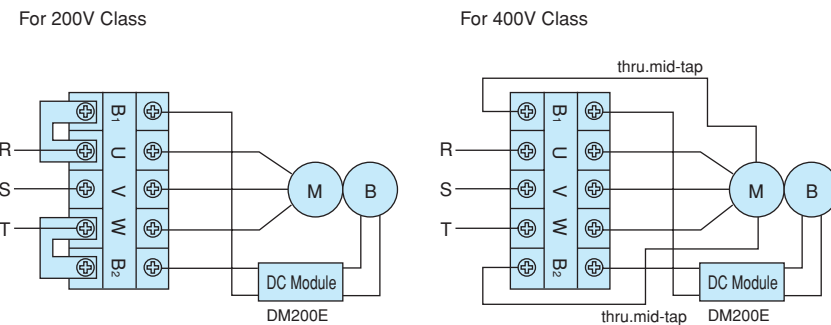 For 200V Class
For 400V Class
thru.mid-tap
R
S
T
B1
U
V
W
B2
M
B
DC Module
DM200E
R
S
T
B1
U
V
W
B2
M
B
DC Module
thru.mid-tap
DM200E